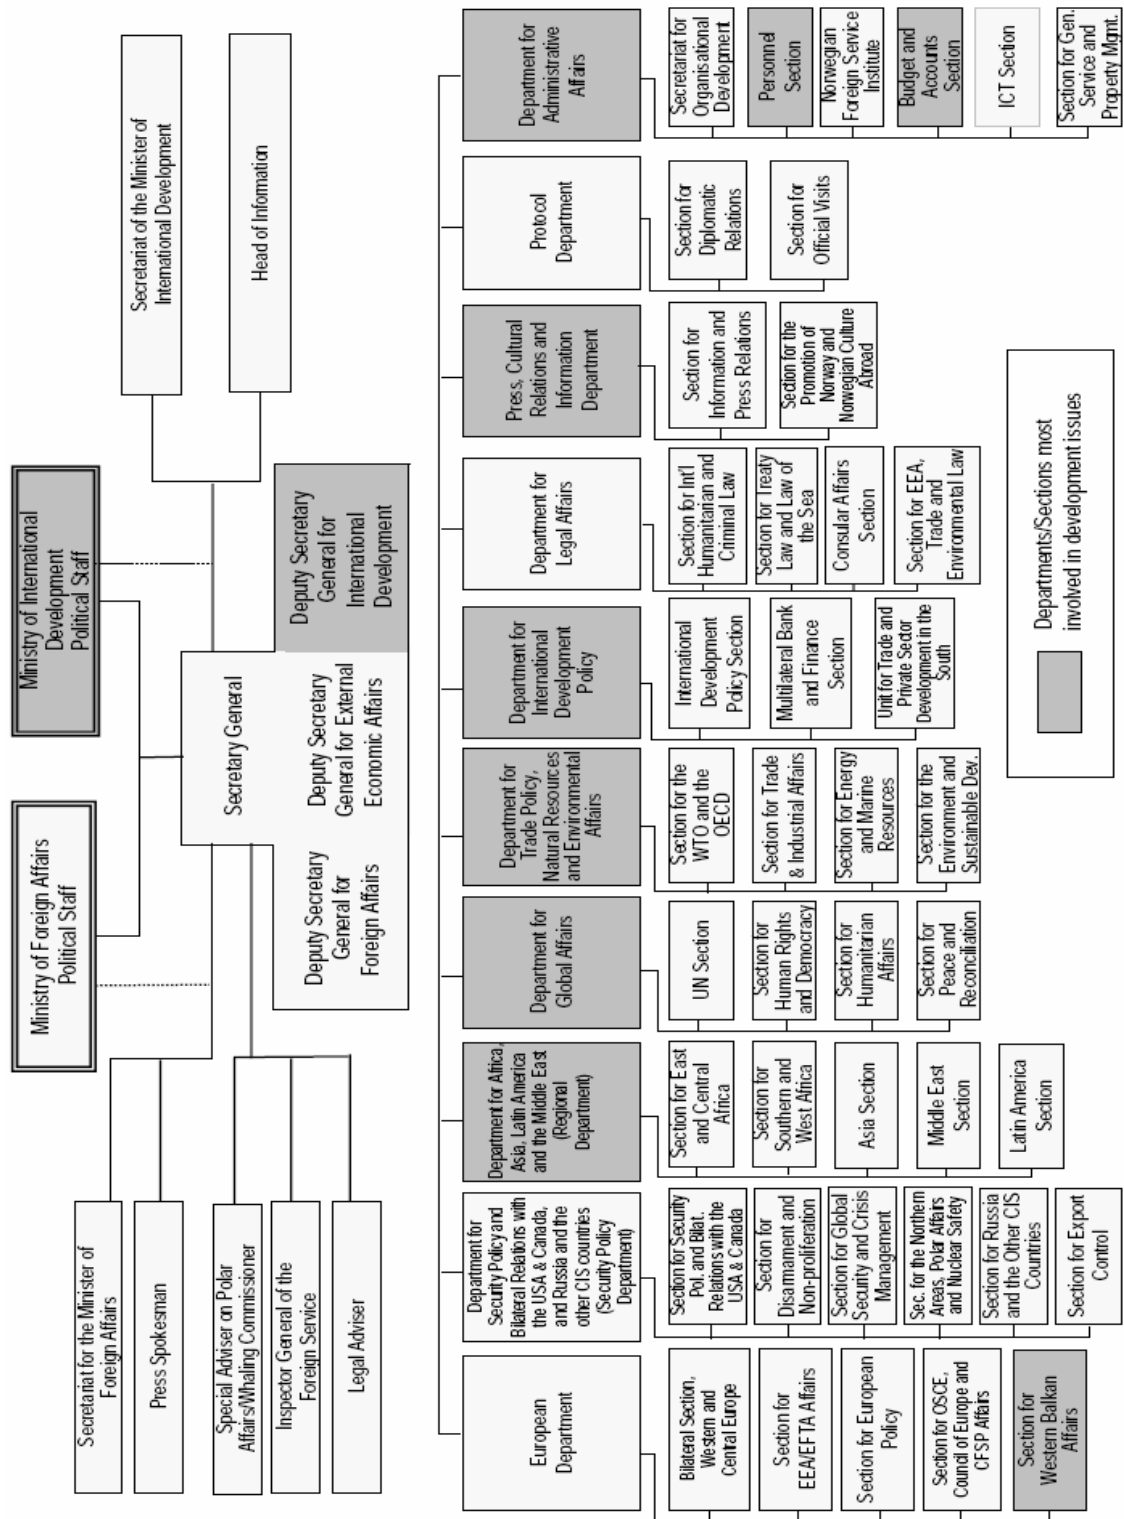 Ministry of Foreign Affairs
Political Staff
Ministry of International
Development
Political Staff
Secretariat for the Minister of
Foreign Affairs
Press Spokesman
Special Adviser on Polar
Affairs/Whaling Commissioner
Inspector General of the
Foreign Service
Legal Adviser
Secretary General
Deputy Secretary
General for
Foreign Affairs
Deputy Secretary
General for External
Economic Affairs
Deputy Secretary
General for
International
Development
Secretariat of the Minister of
International Development
Head of Information
European
Department
Bilateral Section,
Western and
Central Europe
Section for
EEA/EFTA Affairs
Section for European
Policy
Section for OSCE,
Council of Europe and
CFSP Affairs
Section for
Western Balkan
Affairs
Department for
Security Policy and
Bilateral Relations with
the USA & Canada,
and Russia and the
other CIS countries
(Security Policy
Department)
Section for Security
Pol. and Bilat.
Relations with the
USA & Canada
Section for
Disarmament and
Non-proliferation
Section for Global
Security and Crisis
Management
Sec. for the Northern
Areas, Polar Affairs
and Nuclear Safety
Section for Russia
and the Other CIS
Countries
Section for Export
Control
Department for Africa,
Asia, Latin America
and the Middle East
(Regional
Department)
Section for East
and Central
Africa
Section for
Southern and
West Africa
Asia Section
Middle East
Section
Latin America
Section
Department for
Global Affairs
UN Section
Section for
Human Rights
and Democracy
Section for
Humanitarian
Affairs
Section for
Peace and
Reconciliation
Department for
Trade Policy,
Natural Resources
and Environmental
Affairs
Section for the
WTO and the
OECD
Section for Trade
& Industrial Affairs
Section for Energy
and Marine
Resources
Section for the
Environment and
Sustainable Dev.
Department for
International
Development
Policy
International
Development
Policy Section
Multilateral Bank
and Finance
Section
Unit for Trade and
Private Sector
Development in the
South
Department for
Legal Affairs
Section for Int'l
Humanitarian and
Criminal Law
Section for Treaty
Law and Law of
the Sea
Consular Affairs
Section
Section for EEA,
Trade and
Environmental Law
Press, Cultural
Relations and
Information
Department
Section for
Information and
Press Relations
Section for the
Promotion of
Norway and
Norwegian Culture
Abroad
Protocol
Department
Section for
Diplomatic
Relations
Section for
Official Visits
Department for
Administrative
Affairs
Secretariat for
Organisational
Development
Personnel
Section
Norwegian
Foreign Service
Institute
Budget and
Accounts
Section
ICT Section
Section for Gen.
Service and
Property Mgmt.
Departments/Sections most
involved in development issues